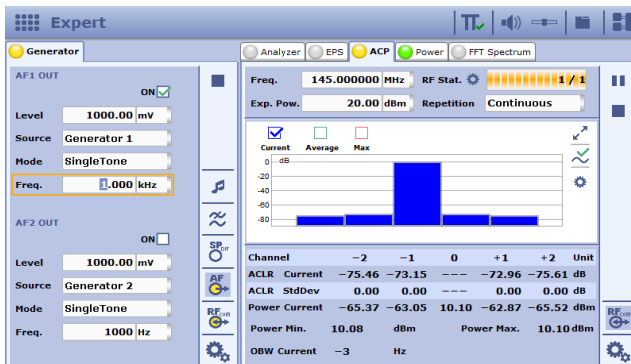 Expert
Generator
Analyzer EPS ACP Power FFT Spectrum
AF1 OUT
ON
Level 1000.00 mV
Source Generator 1
Mode SingleTone
Freq. 1.000 kHz
AF2 OUT
ON
Level 1000.00 mV
Source Generator 2
Mode SingleTone
Freq. 1000 Hz
SP DIF
AF
RF com
Freq. 145.000000 MHz RF Stat. 1 / 1
Exp. Pow. 20.00 dBm Repetition Continuous
Current Average Max
dB
0
-20
-40
-60
-80
Channel -2 -1 0 +1 +2 Unit
ACLR Current -75.46 -73.15 --- -72.96 -75.61 dB
ACLR StdDev 0.00 0.00 --- 0.00 0.00 dB
Power Current -65.37 -63.05 10.10 -62.87 -65.52 dBm
Power Min. 10.08 dBm Power Max. 10.10 dBm
OBW Current -3 Hz
RF com